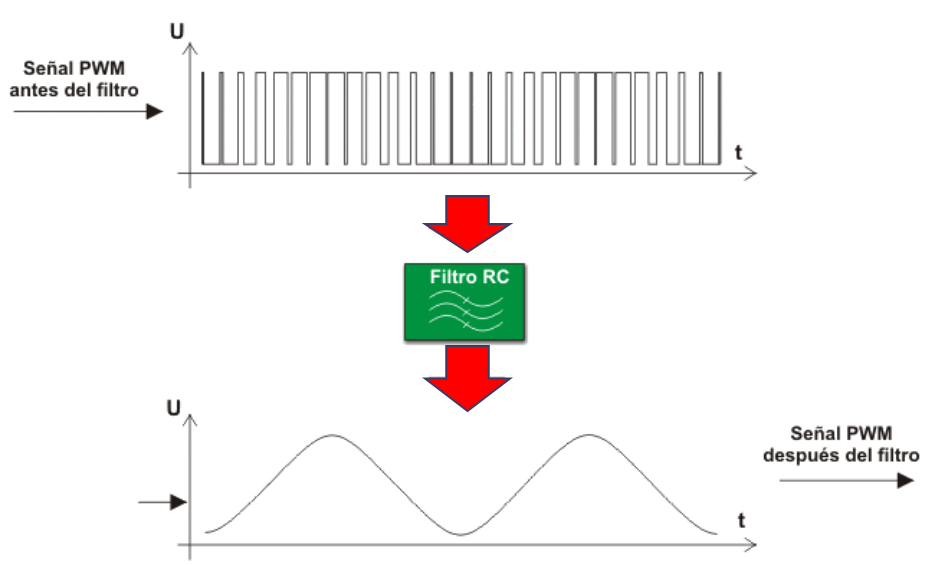 U
Señal PWM
antes del filtro
t
Filtro RC
U
Señal PWM
después del filtro
t